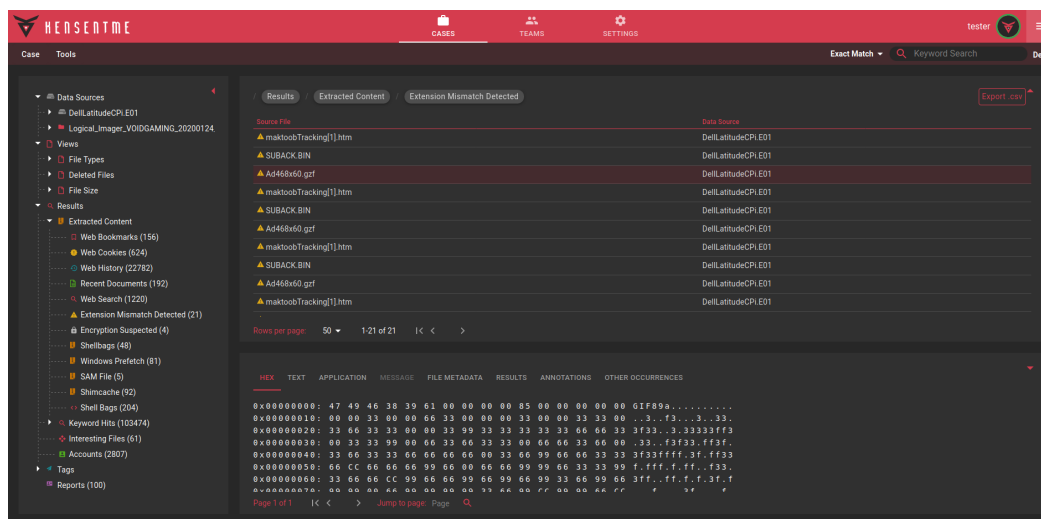 HENSENTME
CASES
TEAMS
SETTINGS
tester
Case Tools
Exact Match Keyword Search De
Data Sources
DellLatitudeCPi.E01
Logical_Imager_VOIDGAMING_20200124_
Views
File Types
Deleted Files
File Size
Results
Extracted Content
Web Bookmarks (156)
Web Cookies (624)
Web History (22782)
Recent Documents (192)
Web Search (1220)
Extension Mismatch Detected (21)
Encryption Suspected (4)
Shellbags (48)
Windows Prefetch (81)
SAM File (5)
Shimcache (92)
Shell Bags (204)
Keyword Hits (103474)
Interesting Files (61)
Accounts (2807)
Tags
Reports (100)
/ Results / Extracted Content / Extension Mismatch Detected
Export .csv
Source File Data Source
maktoobTracking[1].htm DellLatitudeCPi.E01
SUBACK.BIN DellLatitudeCPi.E01
Ad468x60.gzf DellLatitudeCPi.E01
maktoobTracking[1].htm DellLatitudeCPi.E01
SUBACK.BIN DellLatitudeCPi.E01
Ad468x60.gzf DellLatitudeCPi.E01
maktoobTracking[1].htm DellLatitudeCPi.E01
SUBACK.BIN DellLatitudeCPi.E01
Ad468x60.gzf DellLatitudeCPi.E01
maktoobTracking[1].htm DellLatitudeCPi.E01
Rows per page: 50 1-21 of 21
HEX TEXT APPLICATION MESSAGE FILE METADATA RESULTS ANNOTATIONS OTHER OCCURRENCES
0x00000000: 47 49 46 38 39 61 00 00 00 00 85 00 00 00 00 00 GIF89a..........
0x00000010: 00 00 33 00 00 66 33 00 00 00 33 00 00 33 33 00 ..3..f3...3..33.
0x00000020: 33 66 33 33 00 00 33 99 33 33 33 33 33 66 66 33 3f33..3.33333ff3
0x00000030: 00 33 33 99 00 66 33 66 33 33 00 66 66 33 66 00 .33..f3f33.ff3f.
0x00000040: 33 66 33 33 66 66 66 66 00 33 66 99 66 66 33 33 3f33ffff.3f.ff33
0x00000050: 66 CC 66 66 66 99 66 00 66 66 99 99 66 33 33 99 f.fff.f.ff..f33.
0x00000060: 33 66 66 CC 99 66 66 99 66 99 66 99 33 66 99 66 3ff..ff.f.f.3f.f
Page 1 of 1 Jump to page: Page